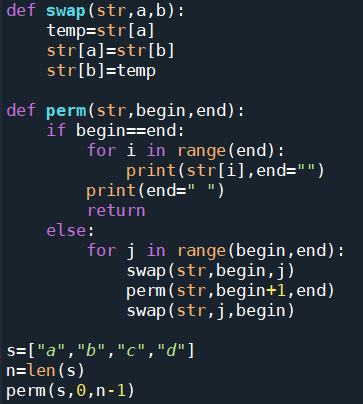 def swap(str,a,b):
    temp=str[a]
    str[a]=str[b]
    str[b]=temp

def perm(str,begin,end):
    if begin==end:
        for i in range(end):
            print(str[i],end="")
        print(end=" ")
        return
    else:
        for j in range(begin,end):
            swap(str,begin,j)
            perm(str,begin+1,end)
            swap(str,j,begin)

s=["a","b","c","d"]
n=len(s)
perm(s,0,n-1)